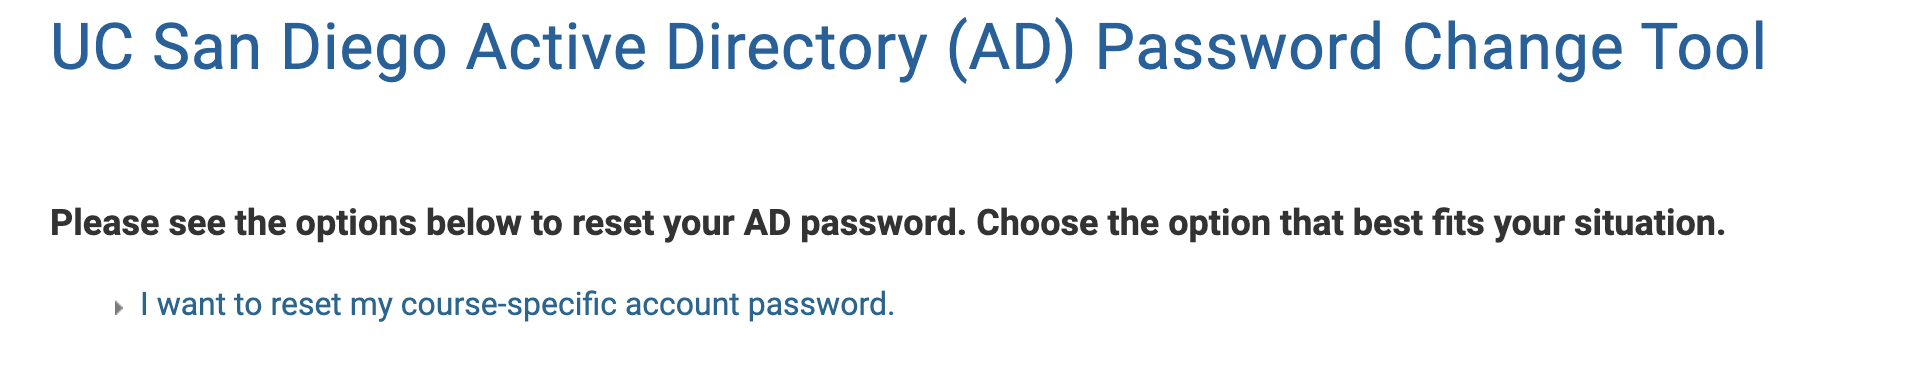 UC San Diego Active Directory (AD) Password Change Tool
Please see the options below to reset your AD password. Choose the option that best fits your situation.
I want to reset my course-specific account password.